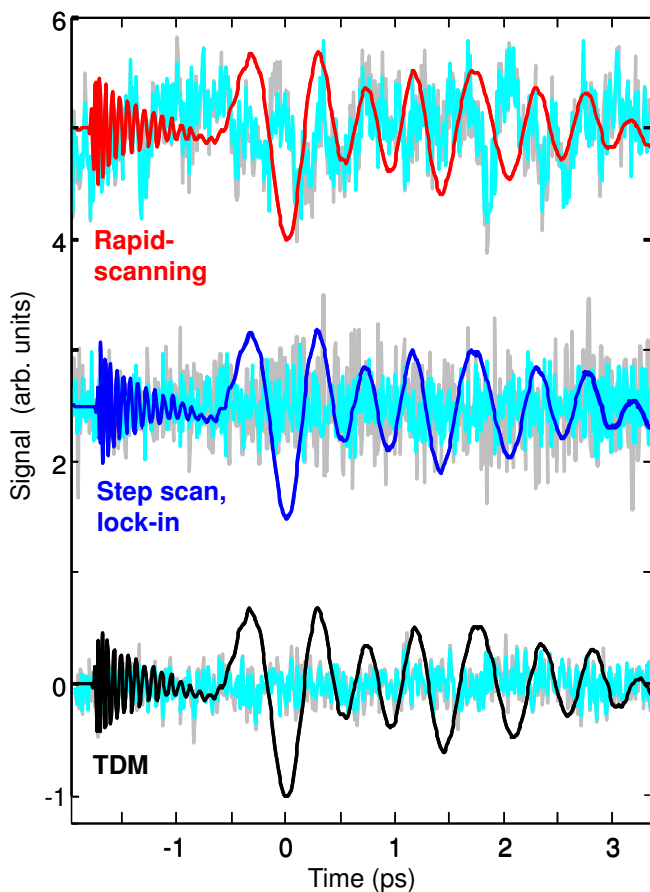 6
4
2
0
-1
Signal (arb. units)
Rapid-
scanning
Step scan,
lock-in
TDM
-1
0
1
2
3
Time (ps)